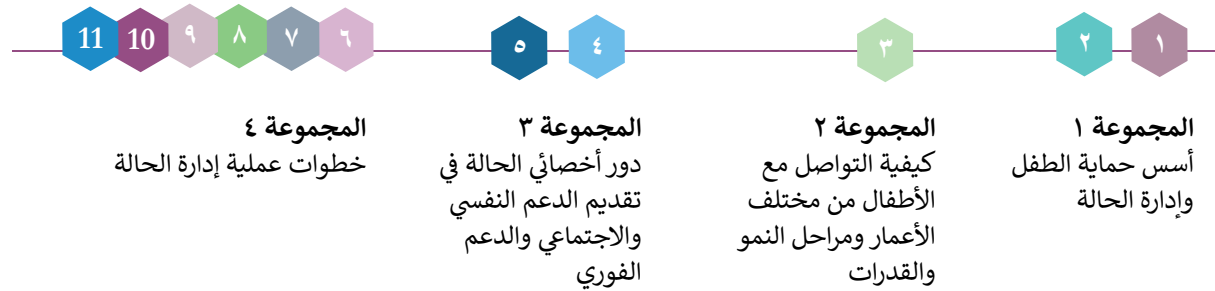 ١
٢
٣
٤
٥
٦
٧
٨
٩
10
11
المجموعة ١
أسس حماية الطفل
وإدارة الحالة
المجموعة ٢
كيفية التواصل مع
الأطفال من مختلف
الأعمار ومراحل النمو
والقدرات
المجموعة ٣
دور أخصائي الحالة في
تقديم الدعم النفسي
والاجتماعي والدعم
الفوري
المجموعة ٤
خطوات عملية إدارة الحالة